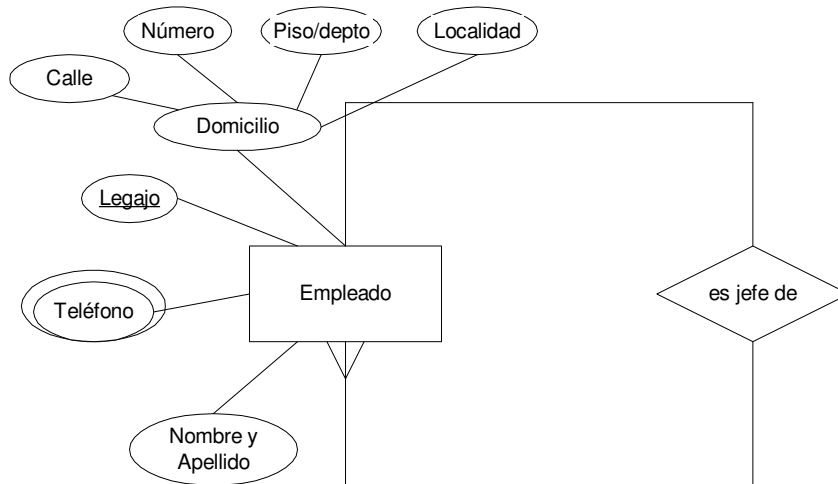 Número
Piso/depto
Localidad
Calle
Domicilio
Legajo
Empleado
es jefe de
Teléfono
Nombre y
Apellido